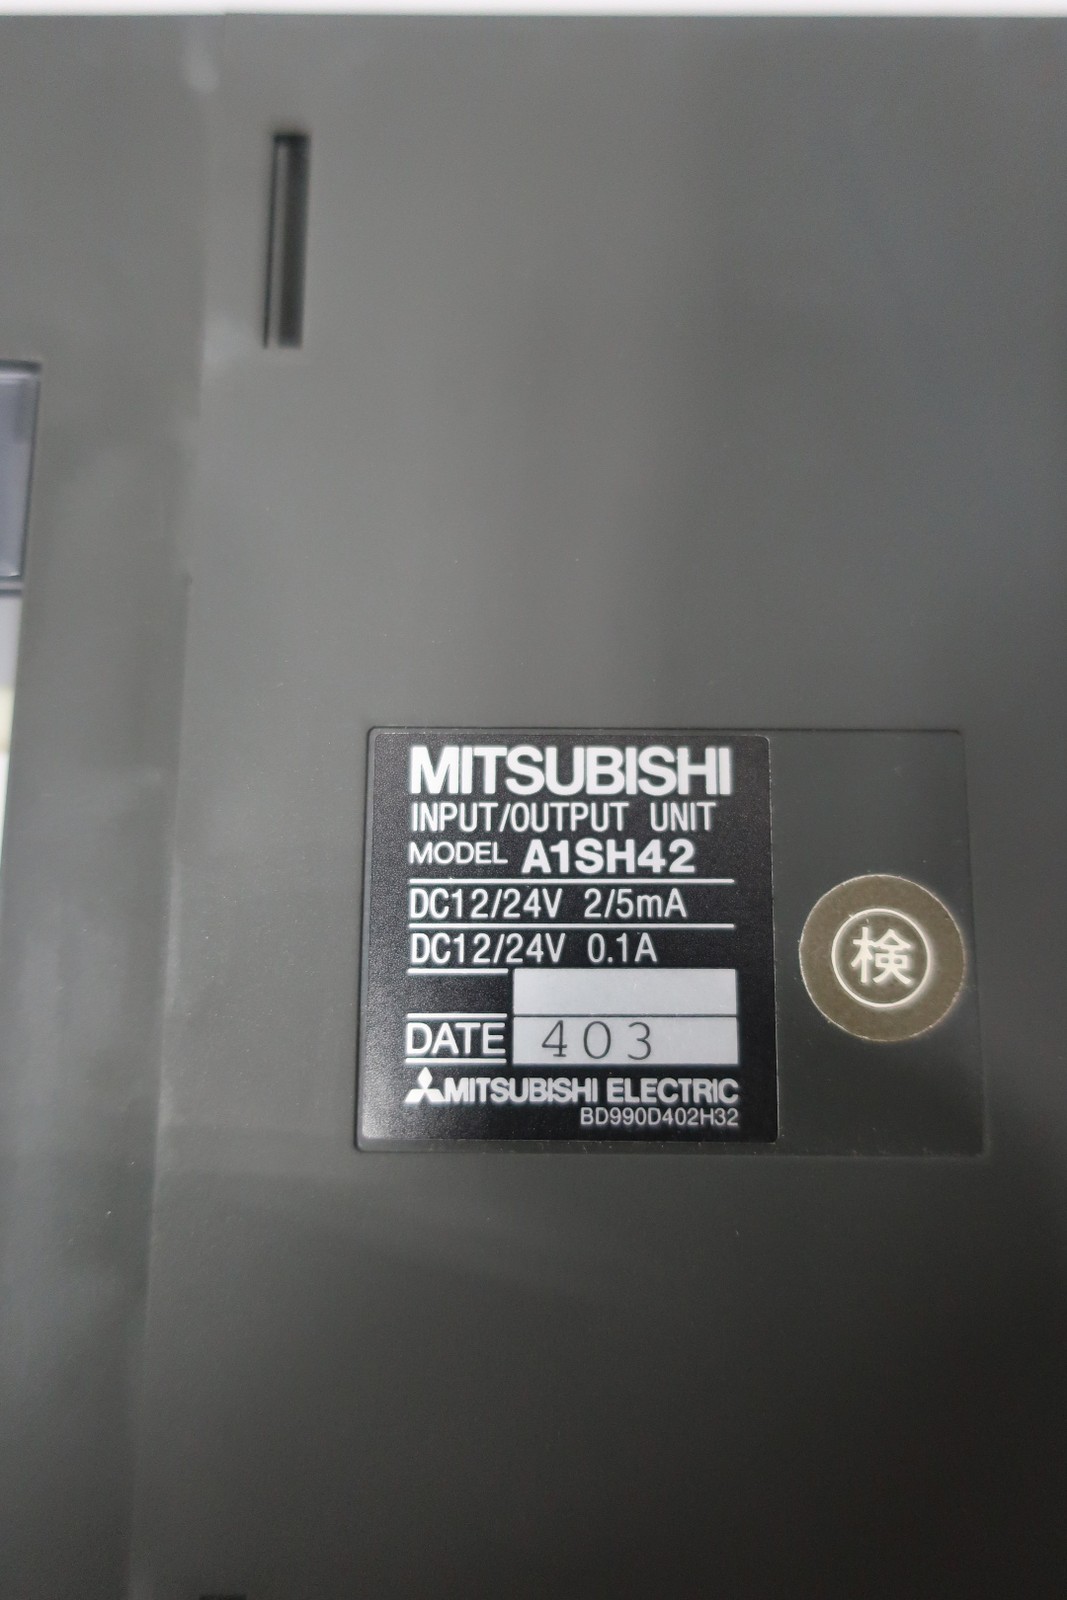 MITSUBISHI
INPUT/OUTPUT UNIT
MODEL A1SH42
DC12/24V 2/5mA
DC12/24V 0.1A
DATE 403
MITSUBISHI ELECTRIC
BD990D402H32
検